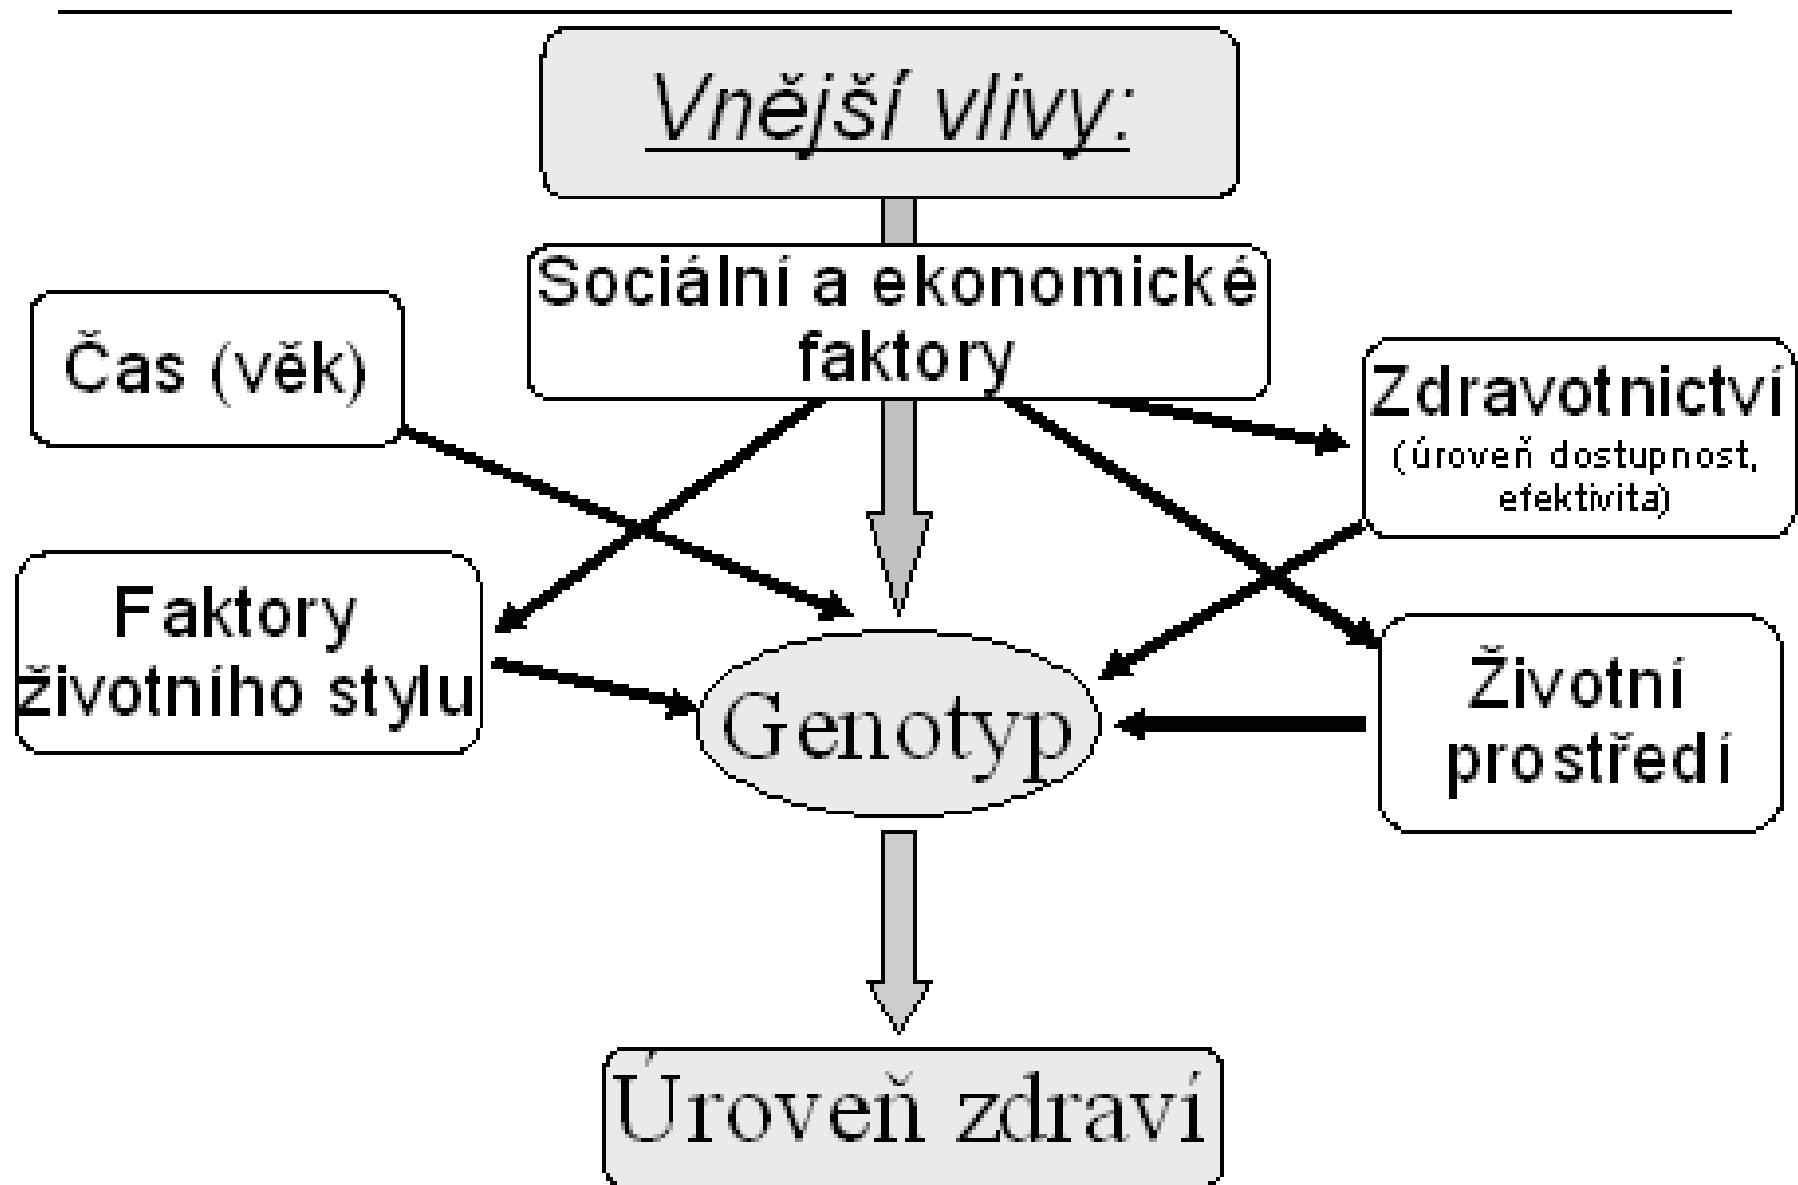 Vnější vlivy:
Sociální a ekonomické
faktory
Čas (věk)
Zdravotnictví
(úroveň dostupnost,
efektivita)
Faktory
životního stylu
Genotyp
Životní
prostředí
Úroveň zdraví